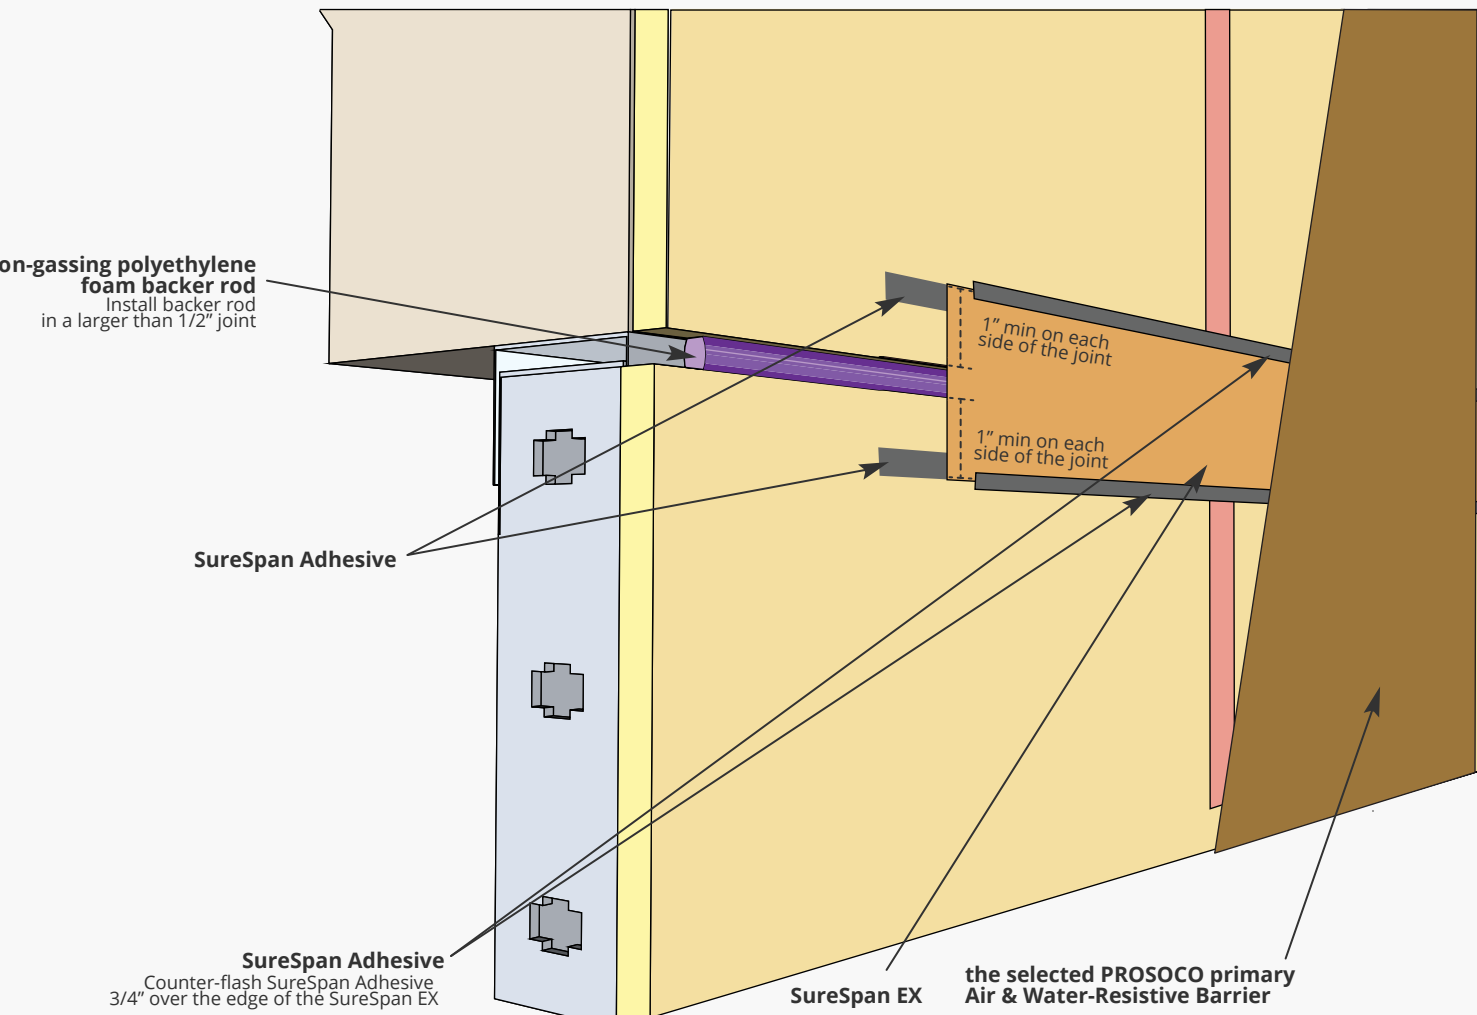 on-gassing polyethylene
foam backer rod
Install backer rod
in a larger than 1/2” joint
1” min on each
side of the joint
1” min on each
side of the joint
SureSpan Adhesive
SureSpan Adhesive
Counter-flash SureSpan Adhesive
3/4” over the edge of the SureSpan EX
SureSpan EX
the selected PROSOCO primary
Air & Water-Resistive Barrier